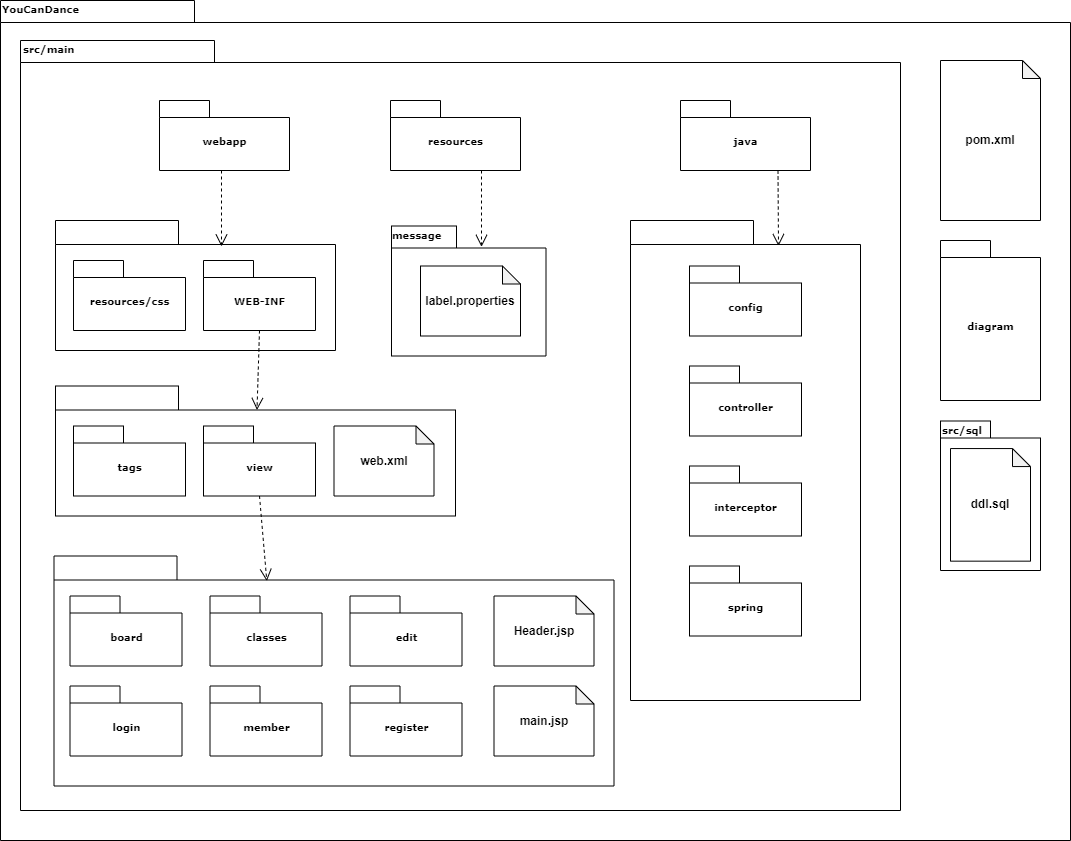 YouCanDance
src/main
webapp
resources
java
pom.xml
resources/css
WEB-INF
message
label.properties
config
controller
interceptor
spring
diagram
src/sql
ddl.sql
tags
view
web.xml
board
classes
edit
Header.jsp
login
member
register
main.jsp